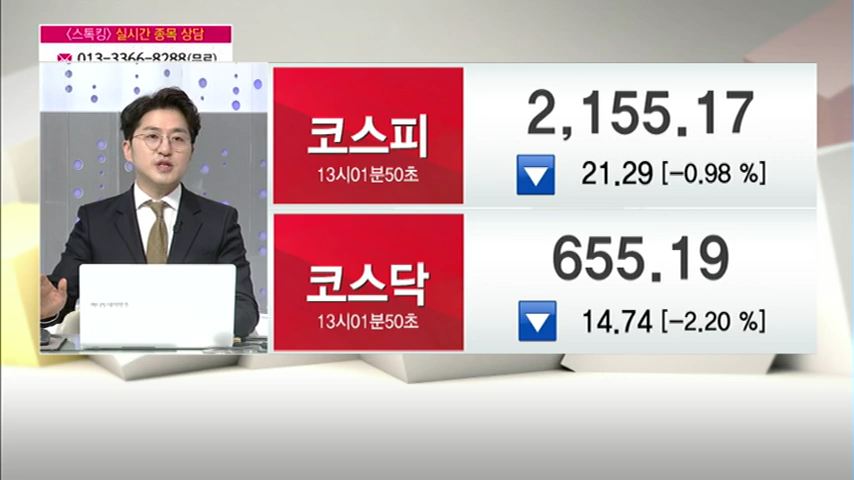 <스톡킹> 실시간 종목 상담
013-3366-8288(무료)
코스피
13시01분50초
2,155.17
▼ 21.29 [-0.98 %]
코스닥
13시01분50초
655.19
▼ 14.74 [-2.20 %]